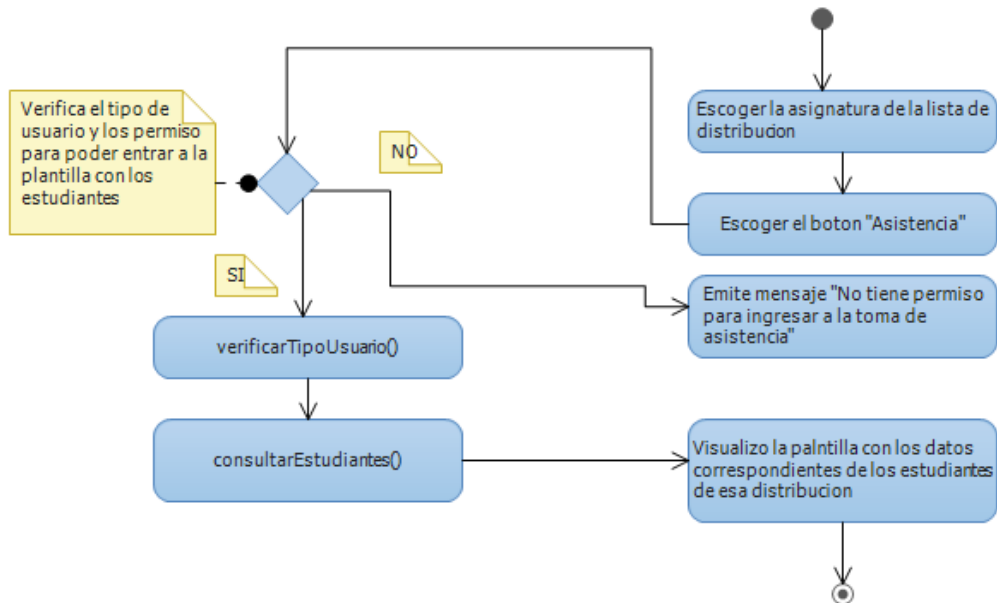 Escoger la asignatura de la lista de
distribucion
Verifica el tipo de
usuario y los permiso
para poder entrar a la
plantilla con los
estudiantes
NO
Escoger el boton "Asistencia"
SI
Emite mensaje "No tiene permiso
para ingresar a la toma de
asistencia"
verificarTipoUsuario()
consultarEstudiantes()
Visualizo la palntilla con los datos
correspondientes de los estudiantes
de esa distribucion